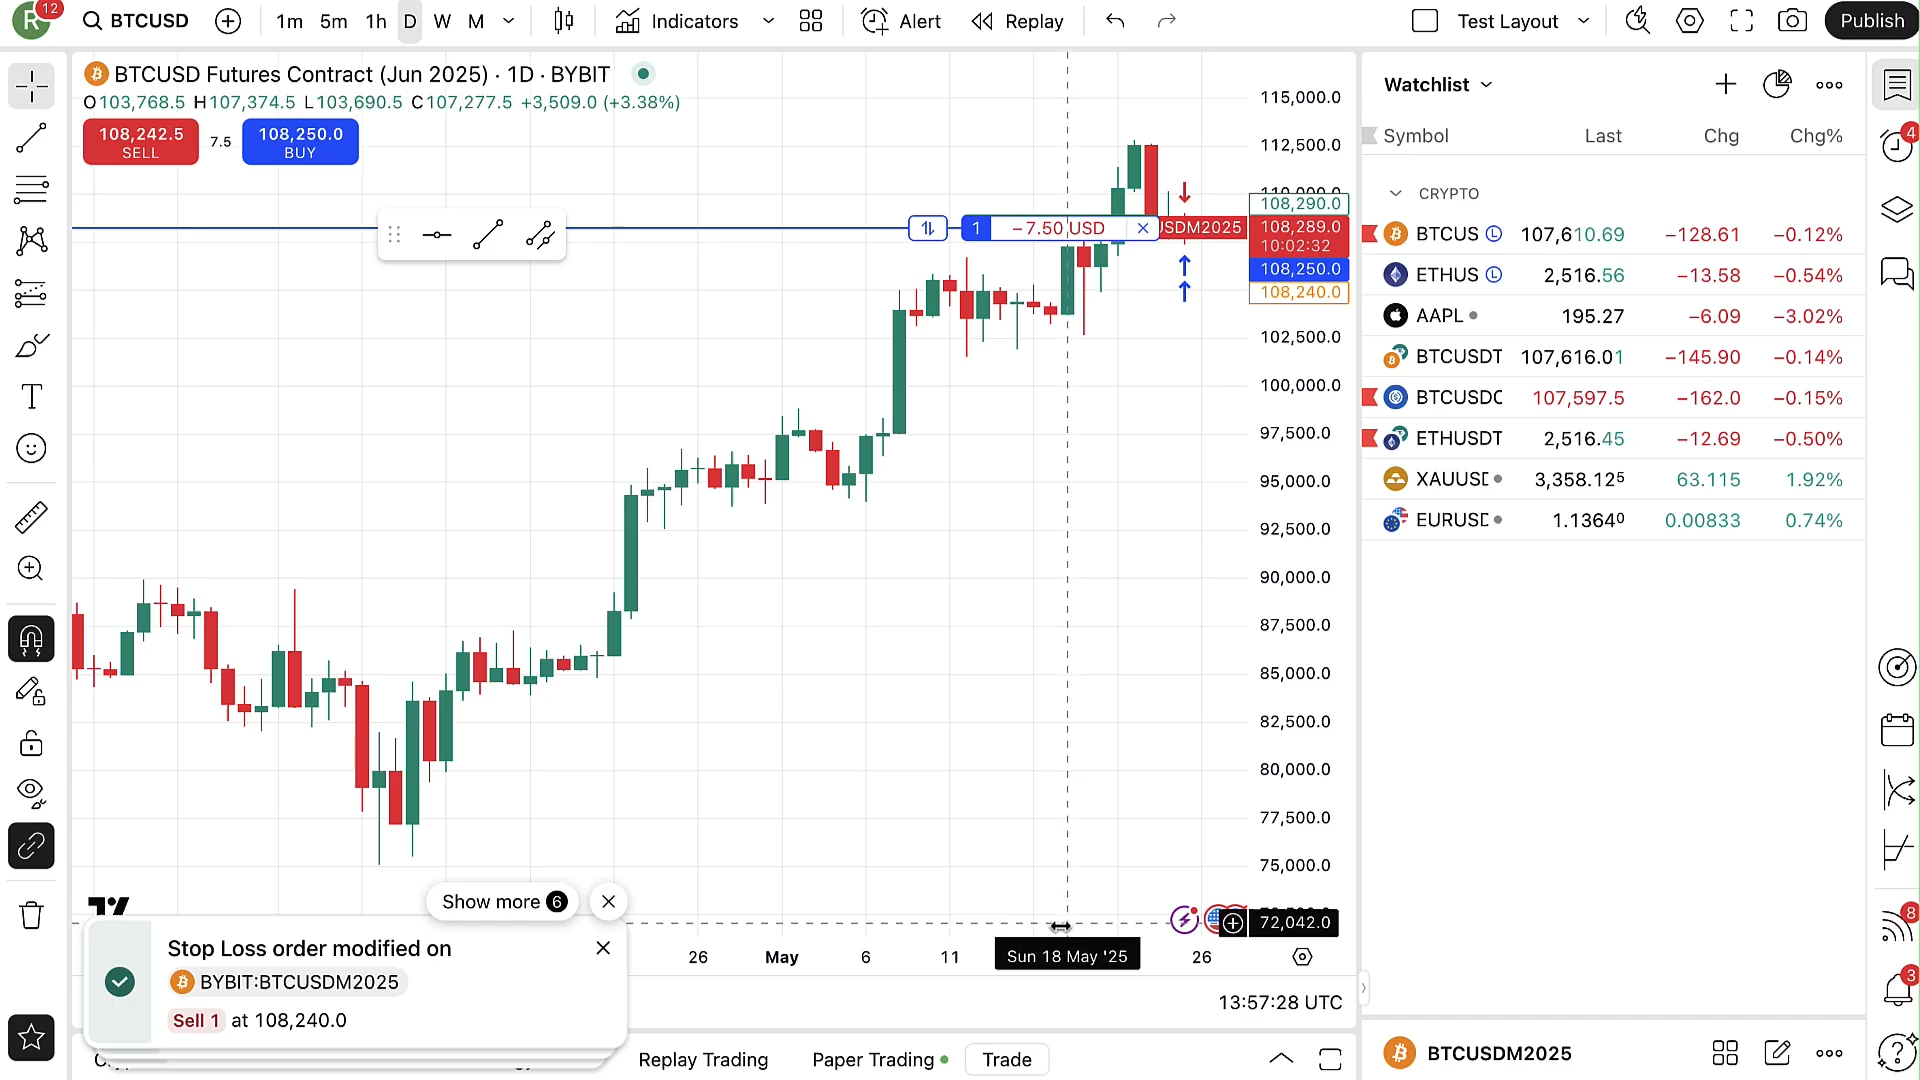 R 12 BTCUSD 1m 5m 1h D W M Indicators Alert Replay Test Layout Publish
BTCUSD Futures Contract (Jun 2025) · 1D · BYBIT
O103,768.5 H107,374.5 L103,690.5 C107,277.5 +3,509.0 (+3.38%)
108,242.5
SELL
7.5
108,250.0
BUY
1 −7.50 USD
USDM2025
115,000.0
112,500.0
110,000.0
108,290.0
108,289.0
10:02:32
108,250.0
108,240.0
102,500.0
100,000.0
97,500.0
95,000.0
92,500.0
90,000.0
87,500.0
85,000.0
82,500.0
80,000.0
77,500.0
75,000.0
72,042.0
26 May 6 11 Sun 18 May '25 26
13:57:28 UTC
Show more 6
Stop Loss order modified on
BYBIT:BTCUSDM2025
Sell 1 at 108,240.0
Replay Trading Paper Trading Trade
Watchlist
Symbol Last Chg Chg%
CRYPTO
BTCUS L 107,610.69 −128.61 −0.12%
ETHUS L 2,516.56 −13.58 −0.54%
AAPL 195.27 −6.09 −3.02%
BTCUSDT 107,616.01 −145.90 −0.14%
BTCUSDC 107,597.5 −162.0 −0.15%
ETHUSDT 2,516.45 −12.69 −0.50%
XAUUSD 3,358.125 63.115 1.92%
EURUSD 1.13640 0.00833 0.74%
BTCUSDM2025
4
8
3